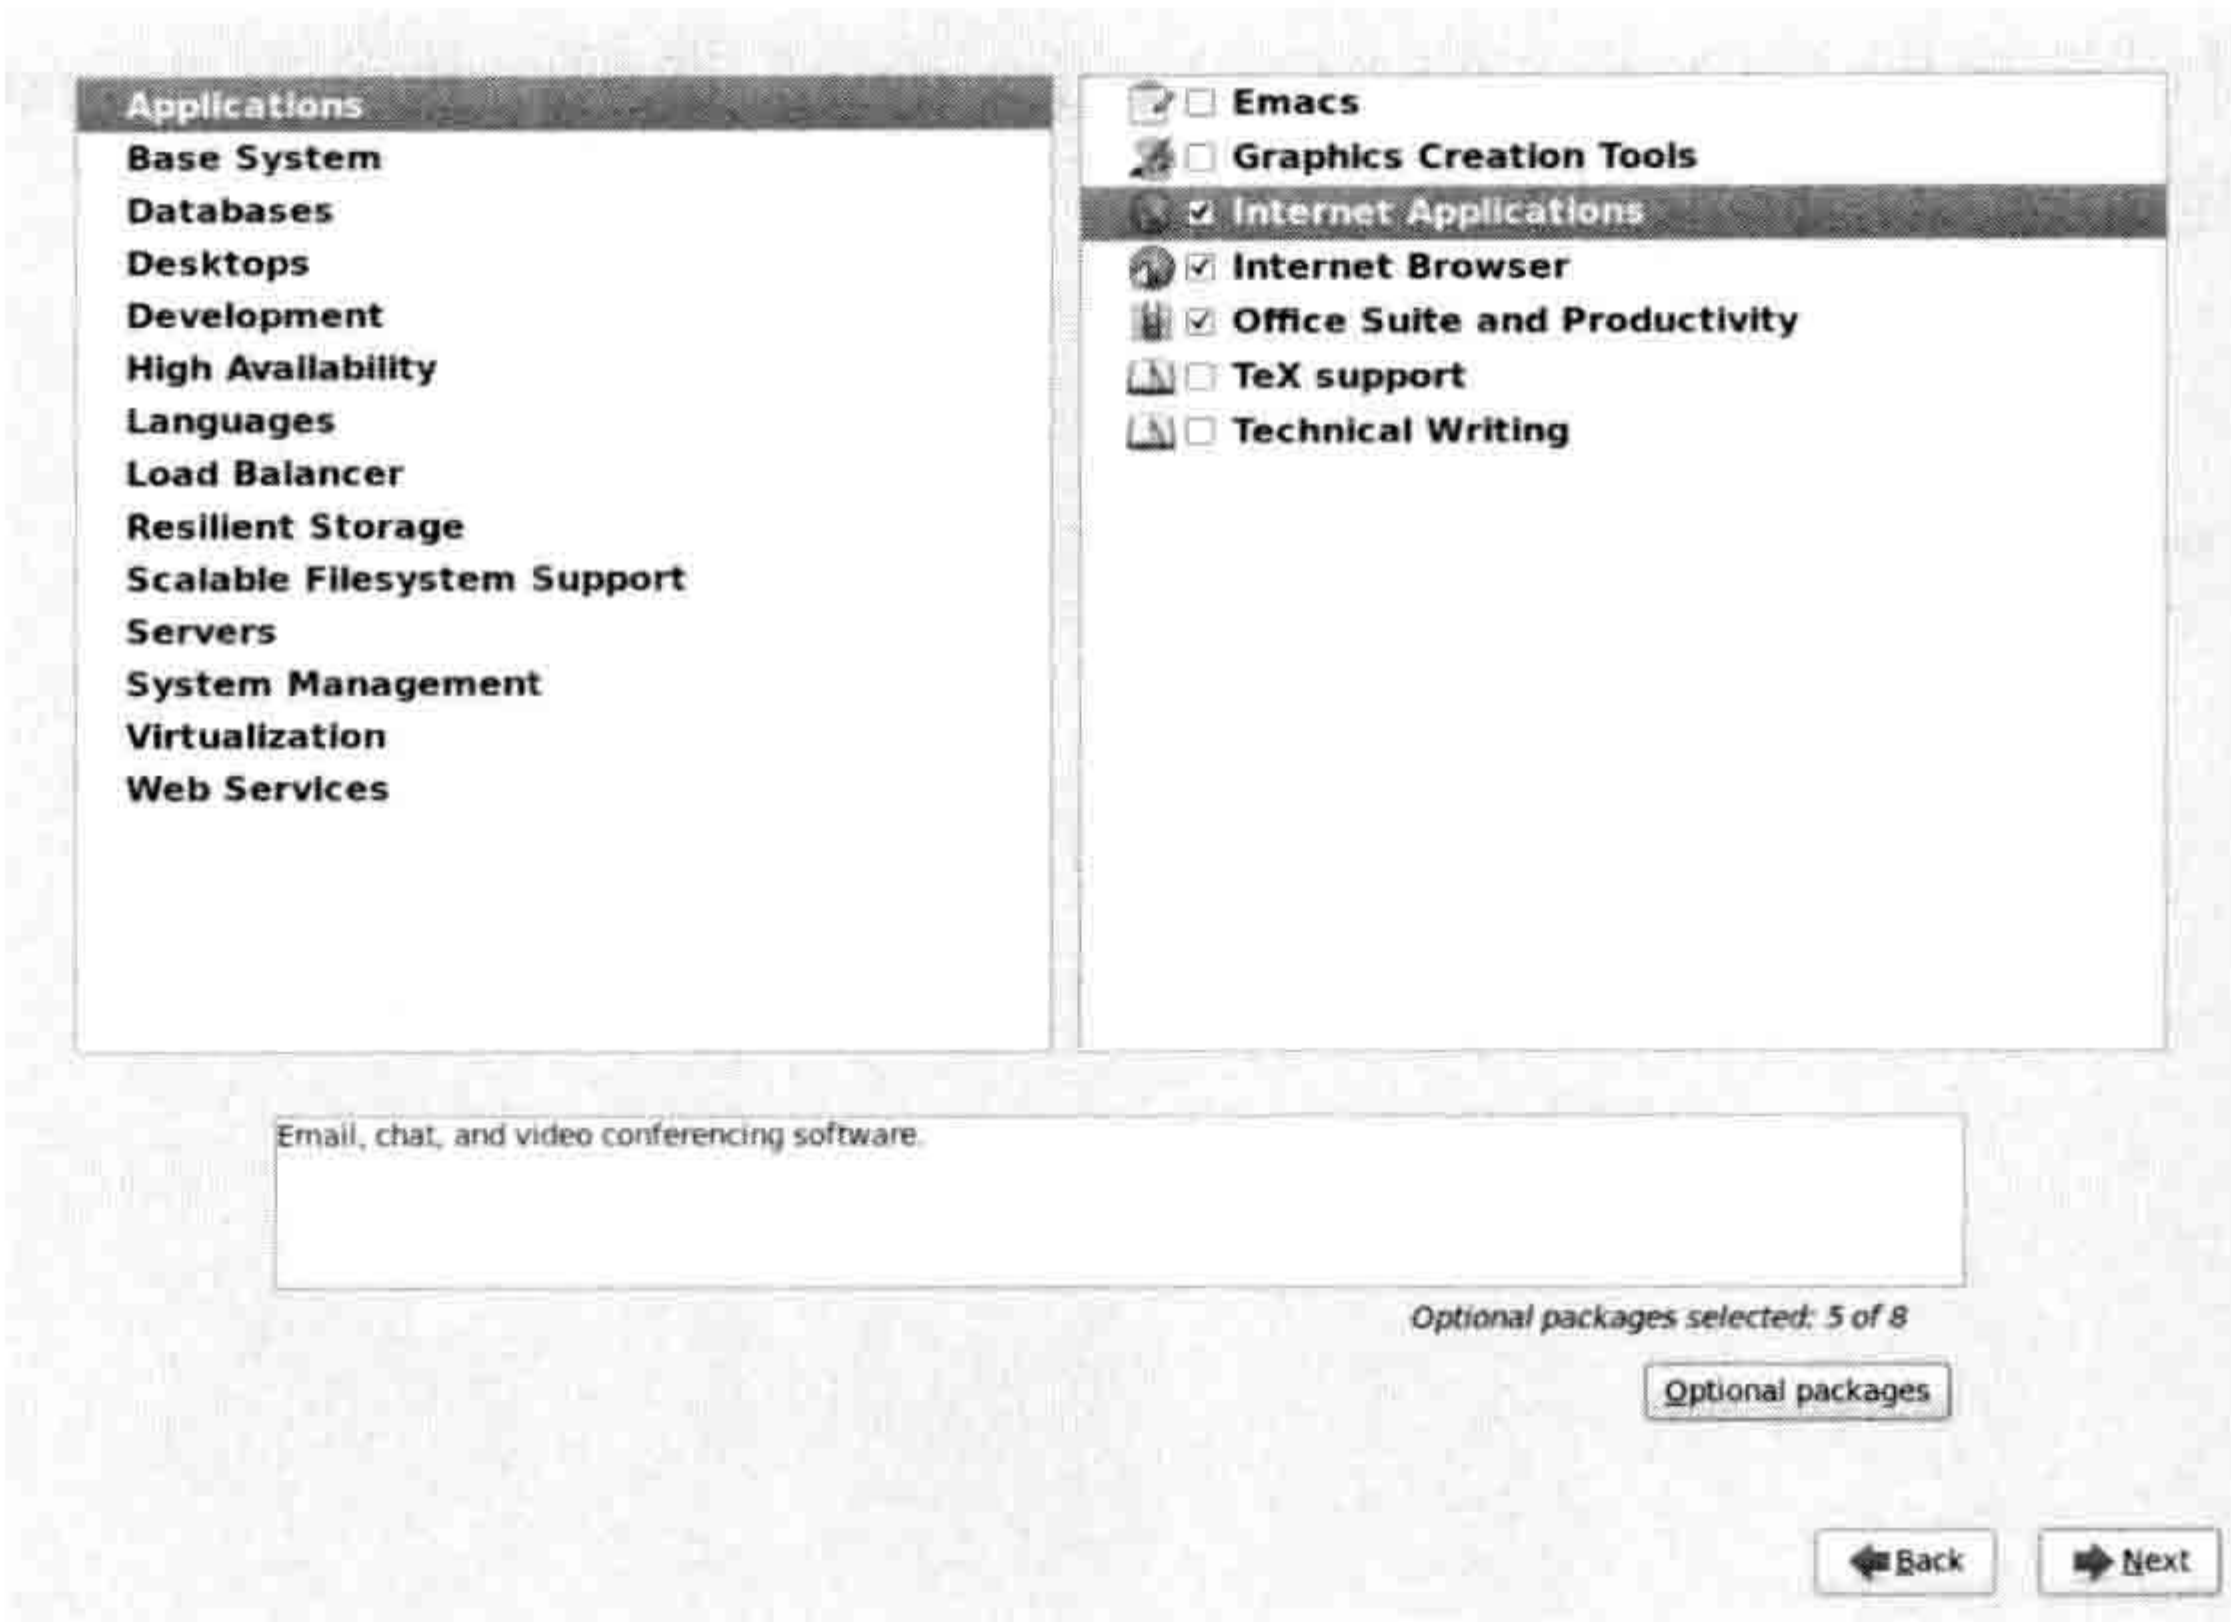 Applications
Base System
Databases
Desktops
Development
High Availability
Languages
Load Balancer
Resilient Storage
Scalable Filesystem Support
Servers
System Management
Virtualization
Web Services
Emacs
Graphics Creation Tools
Internet Applications
Internet Browser
Office Suite and Productivity
TeX support
Technical Writing
Email, chat, and video conferencing software.
Optional packages selected: 5 of 8
Optional packages
Back
Next